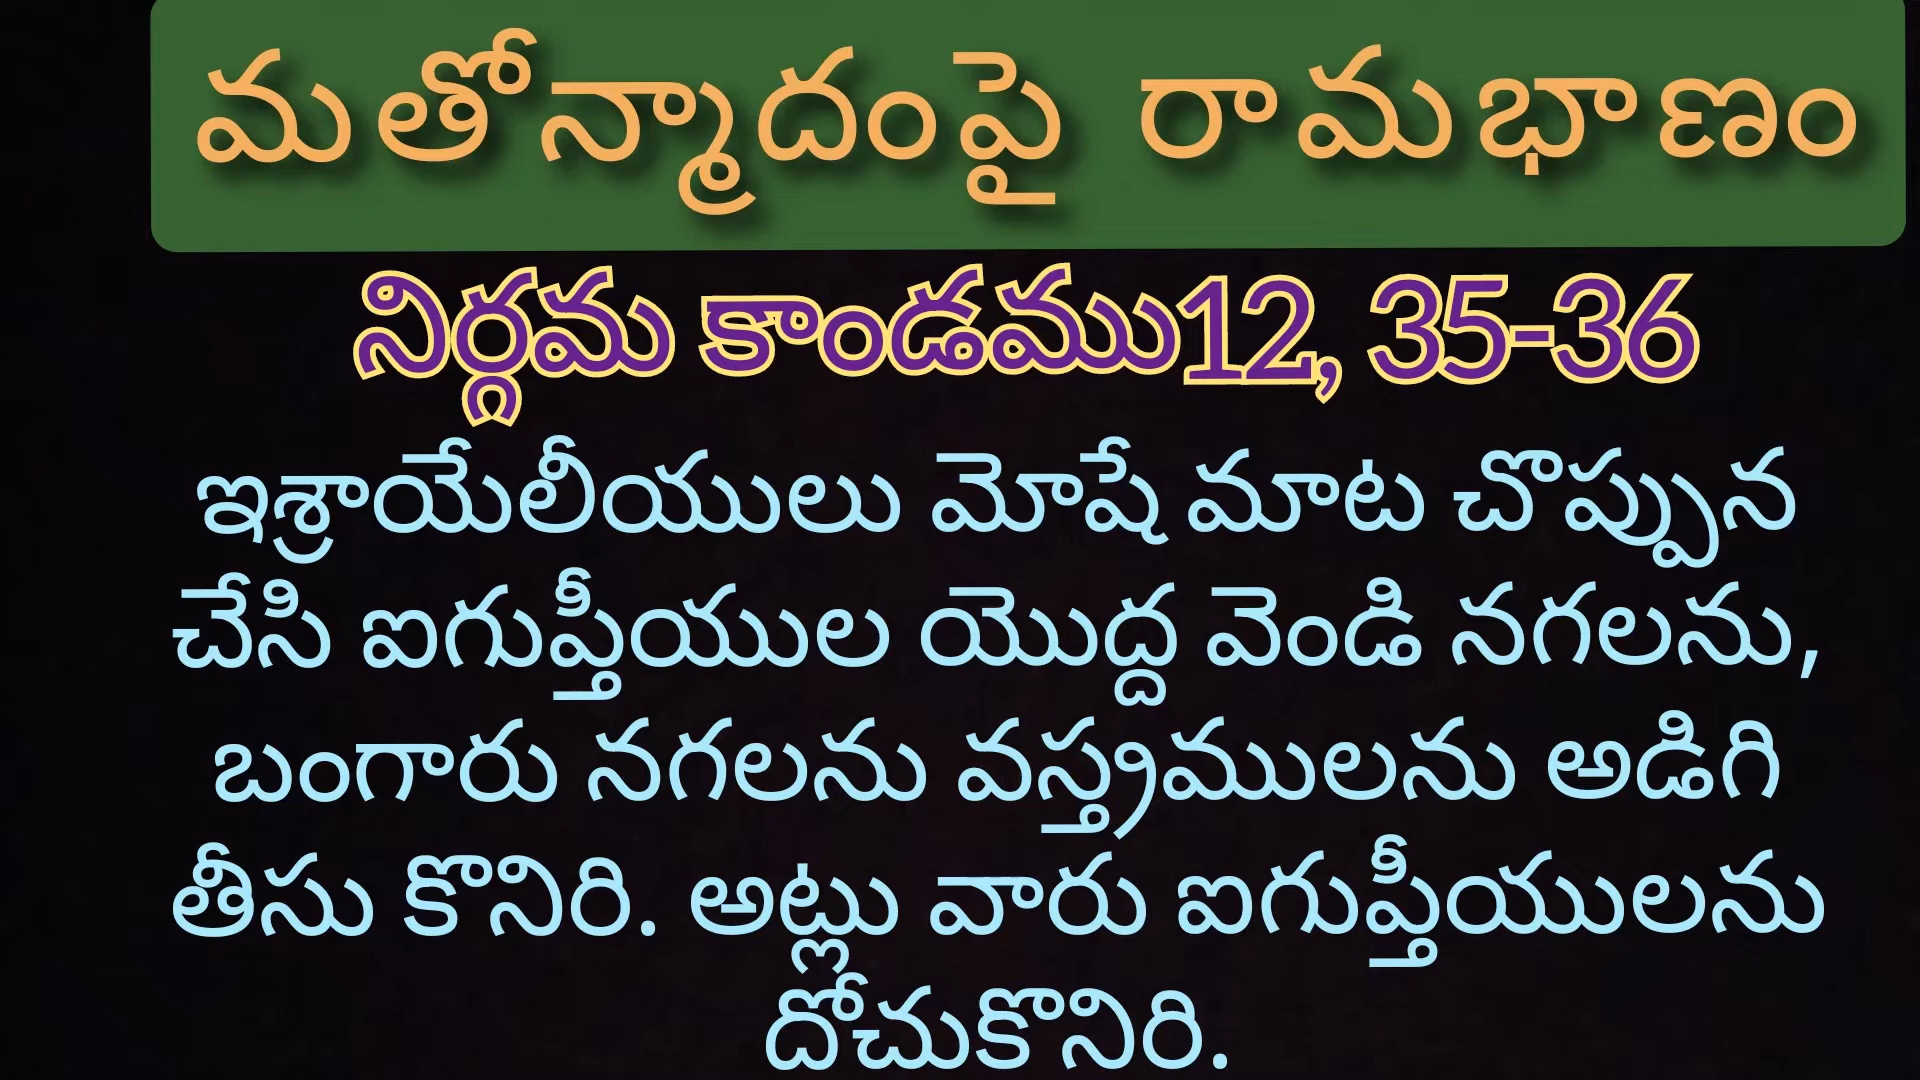 మతోన్మాదంపై రామభాణం
నిర్గమ కాండము12, 35-36
ఇశ్రాయేలీయులు మోషే మాట చొప్పున
చేసి ఐగుప్తీయుల యొద్ద వెండి నగలను,
బంగారు నగలను వస్త్రములను అడిగి
తీసు కొనిరి. అట్లు వారు ఐగుప్తీయులను
దోచుకొనిరి.